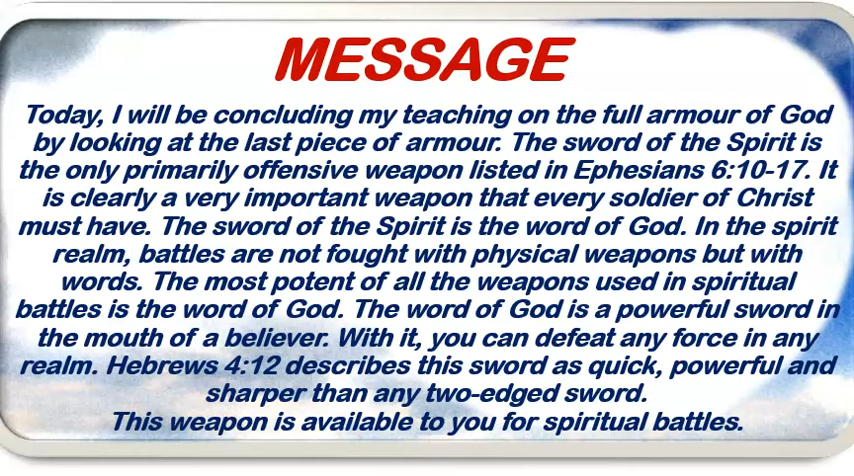 MESSAGE
Today, I will be concluding my teaching on the full armour of God
by looking at the last piece of armour. The sword of the Spirit is
the only primarily offensive weapon listed in Ephesians 6:10-17. It
is clearly a very important weapon that every soldier of Christ
must have. The sword of the Spirit is the word of God. In the spirit
realm, battles are not fought with physical weapons but with
words. The most potent of all the weapons used in spiritual
battles is the word of God. The word of God is a powerful sword in
the mouth of a believer. With it, you can defeat any force in any
realm. Hebrews 4:12 describes this sword as quick, powerful and
sharper than any two-edged sword.
This weapon is available to you for spiritual battles.